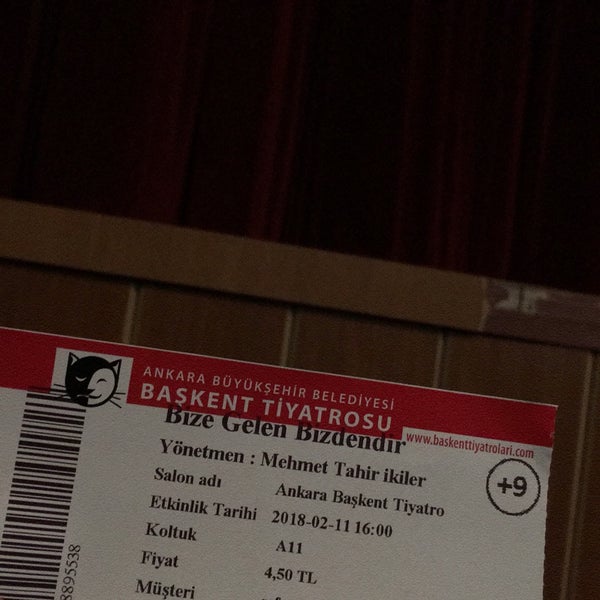 ANKARA BÜYÜKŞEHİR BELEDİYESİ
BAŞKENT TİYATROSU
www.baskenttiyatrolari.com
Bize Gelen Bizdendir
Yönetmen : Mehmet Tahir ikiler
+9
Salon adı Ankara Başkent Tiyatro
Etkinlik Tarihi 2018-02-11 16:00
Koltuk A11
Fiyat 4,50 TL
Müşteri
8895538